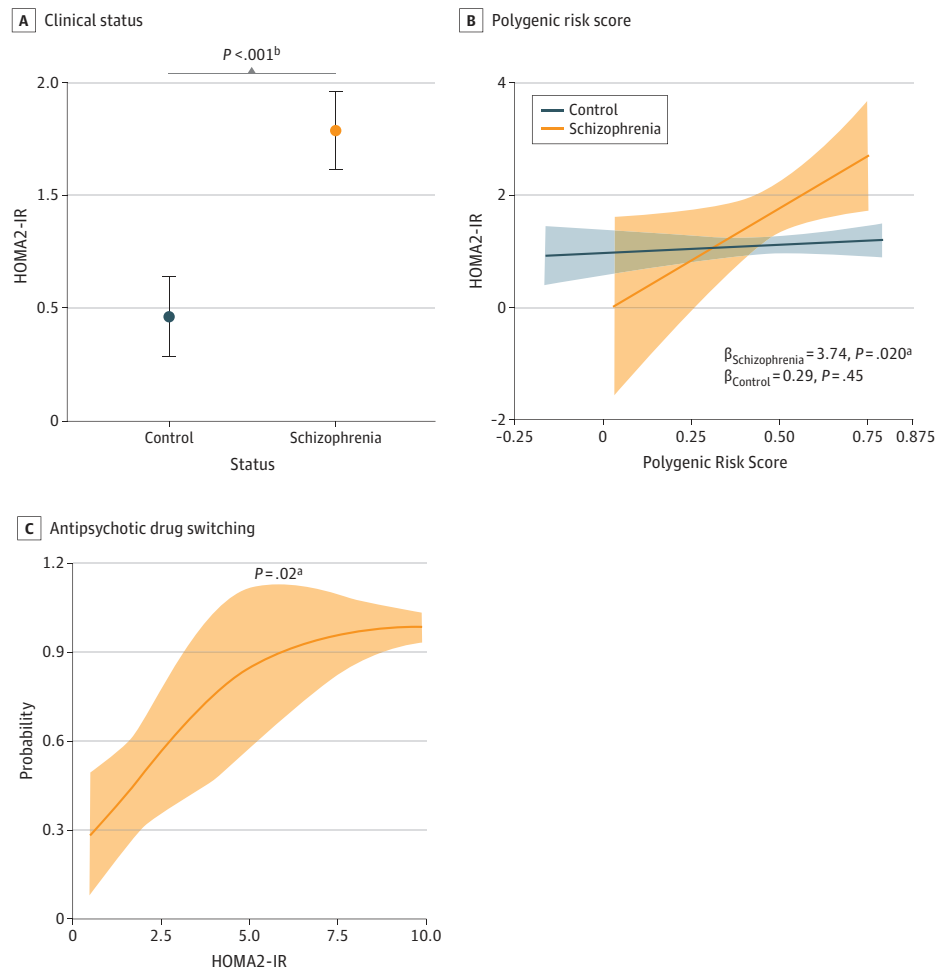 A Clinical status
P <.001b
2.0
1.5
0.5
0
HOMA2-IR
Control
Schizophrenia
Status
B Polygenic risk score
4
2
0
-2
HOMA2-IR
Control
Schizophrenia
βSchizophrenia = 3.74, P = .020a
βControl = 0.29, P = .45
-0.25
0
0.25
0.50
0.75
0.875
Polygenic Risk Score
C Antipsychotic drug switching
P = .02a
1.2
0.9
0.6
0.3
0
Probability
0
2.5
5.0
7.5
10.0
HOMA2-IR